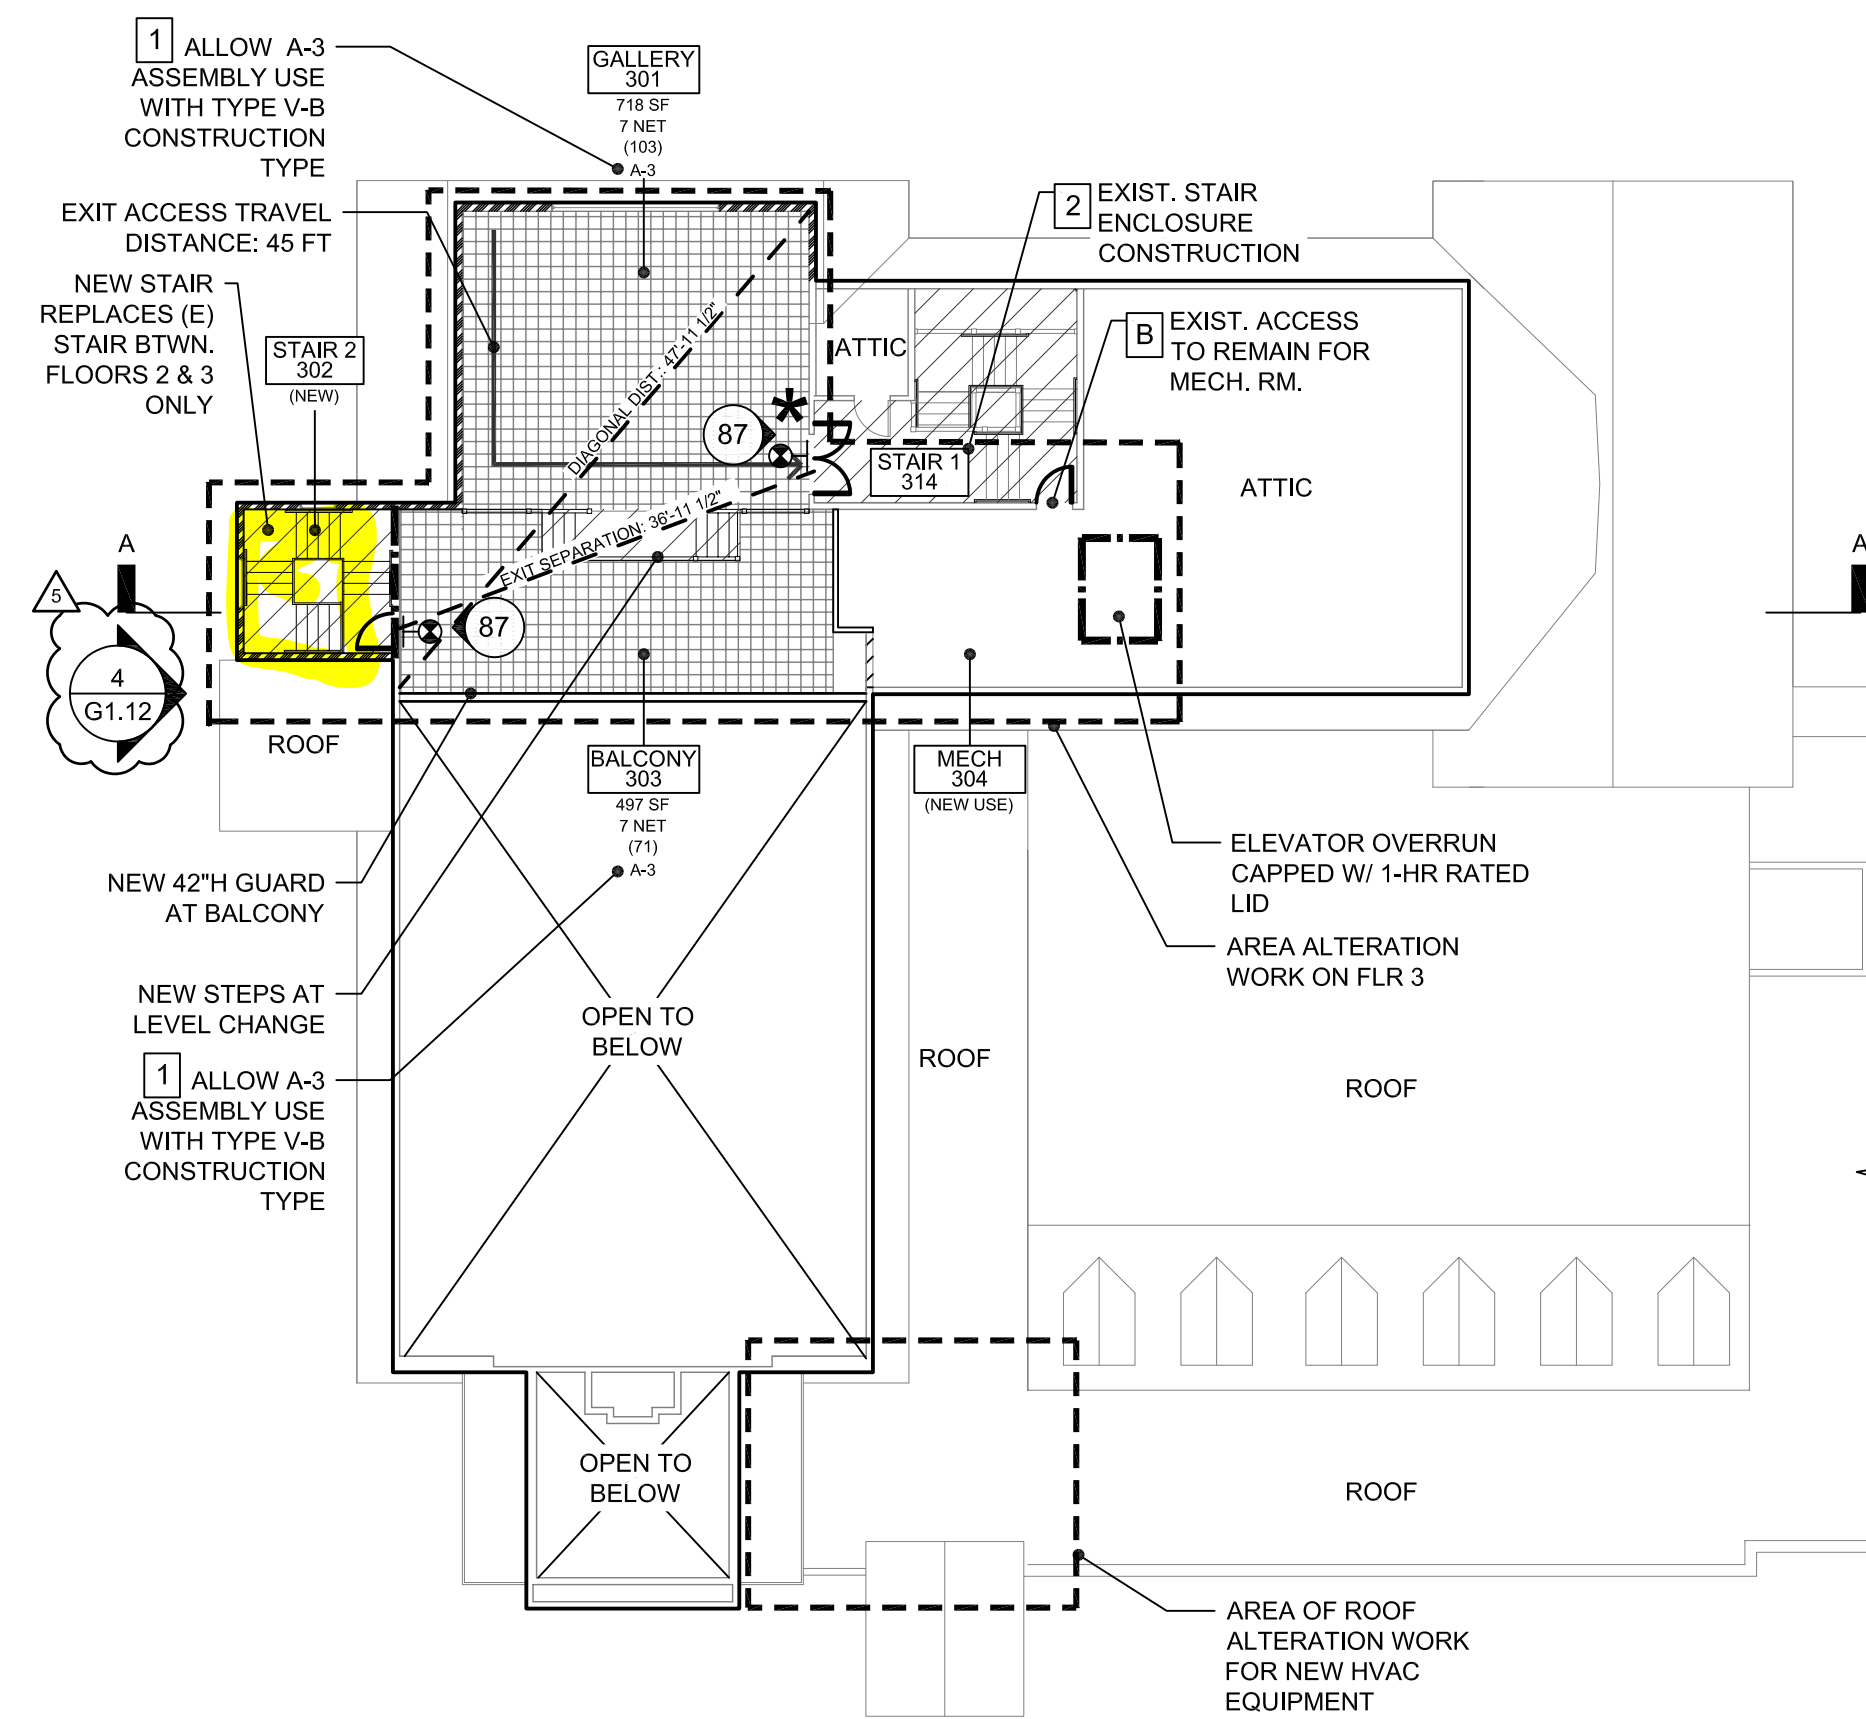 1 ALLOW A-3
ASSEMBLY USE
WITH TYPE V-B
CONSTRUCTION
TYPE
GALLERY
301
718 SF
7 NET
(103)
A-3
EXIT ACCESS TRAVEL
DISTANCE: 45 FT
NEW STAIR
REPLACES (E)
STAIR BTWN.
FLOORS 2 & 3
ONLY
STAIR 2
302
(NEW)
2 EXIST. STAIR
ENCLOSURE
CONSTRUCTION
B EXIST. ACCESS
TO REMAIN FOR
MECH. RM.
ATTIC
DIAGONAL DIST.: 47'-11 1/2"
87
*
STAIR 1
314
ATTIC
EXIT SEPARATION: 36'-11 1/2"
87
A
A
5
4
G1.12
ROOF
BALCONY
303
497 SF
7 NET
(71)
A-3
MECH
304
(NEW USE)
NEW 42"H GUARD
AT BALCONY
ELEVATOR OVERRUN
CAPPED W/ 1-HR RATED
LID
AREA ALTERATION
WORK ON FLR 3
NEW STEPS AT
LEVEL CHANGE
1 ALLOW A-3
ASSEMBLY USE
WITH TYPE V-B
CONSTRUCTION
TYPE
OPEN TO
BELOW
ROOF
ROOF
OPEN TO
BELOW
ROOF
AREA OF ROOF
ALTERATION WORK
FOR NEW HVAC
EQUIPMENT